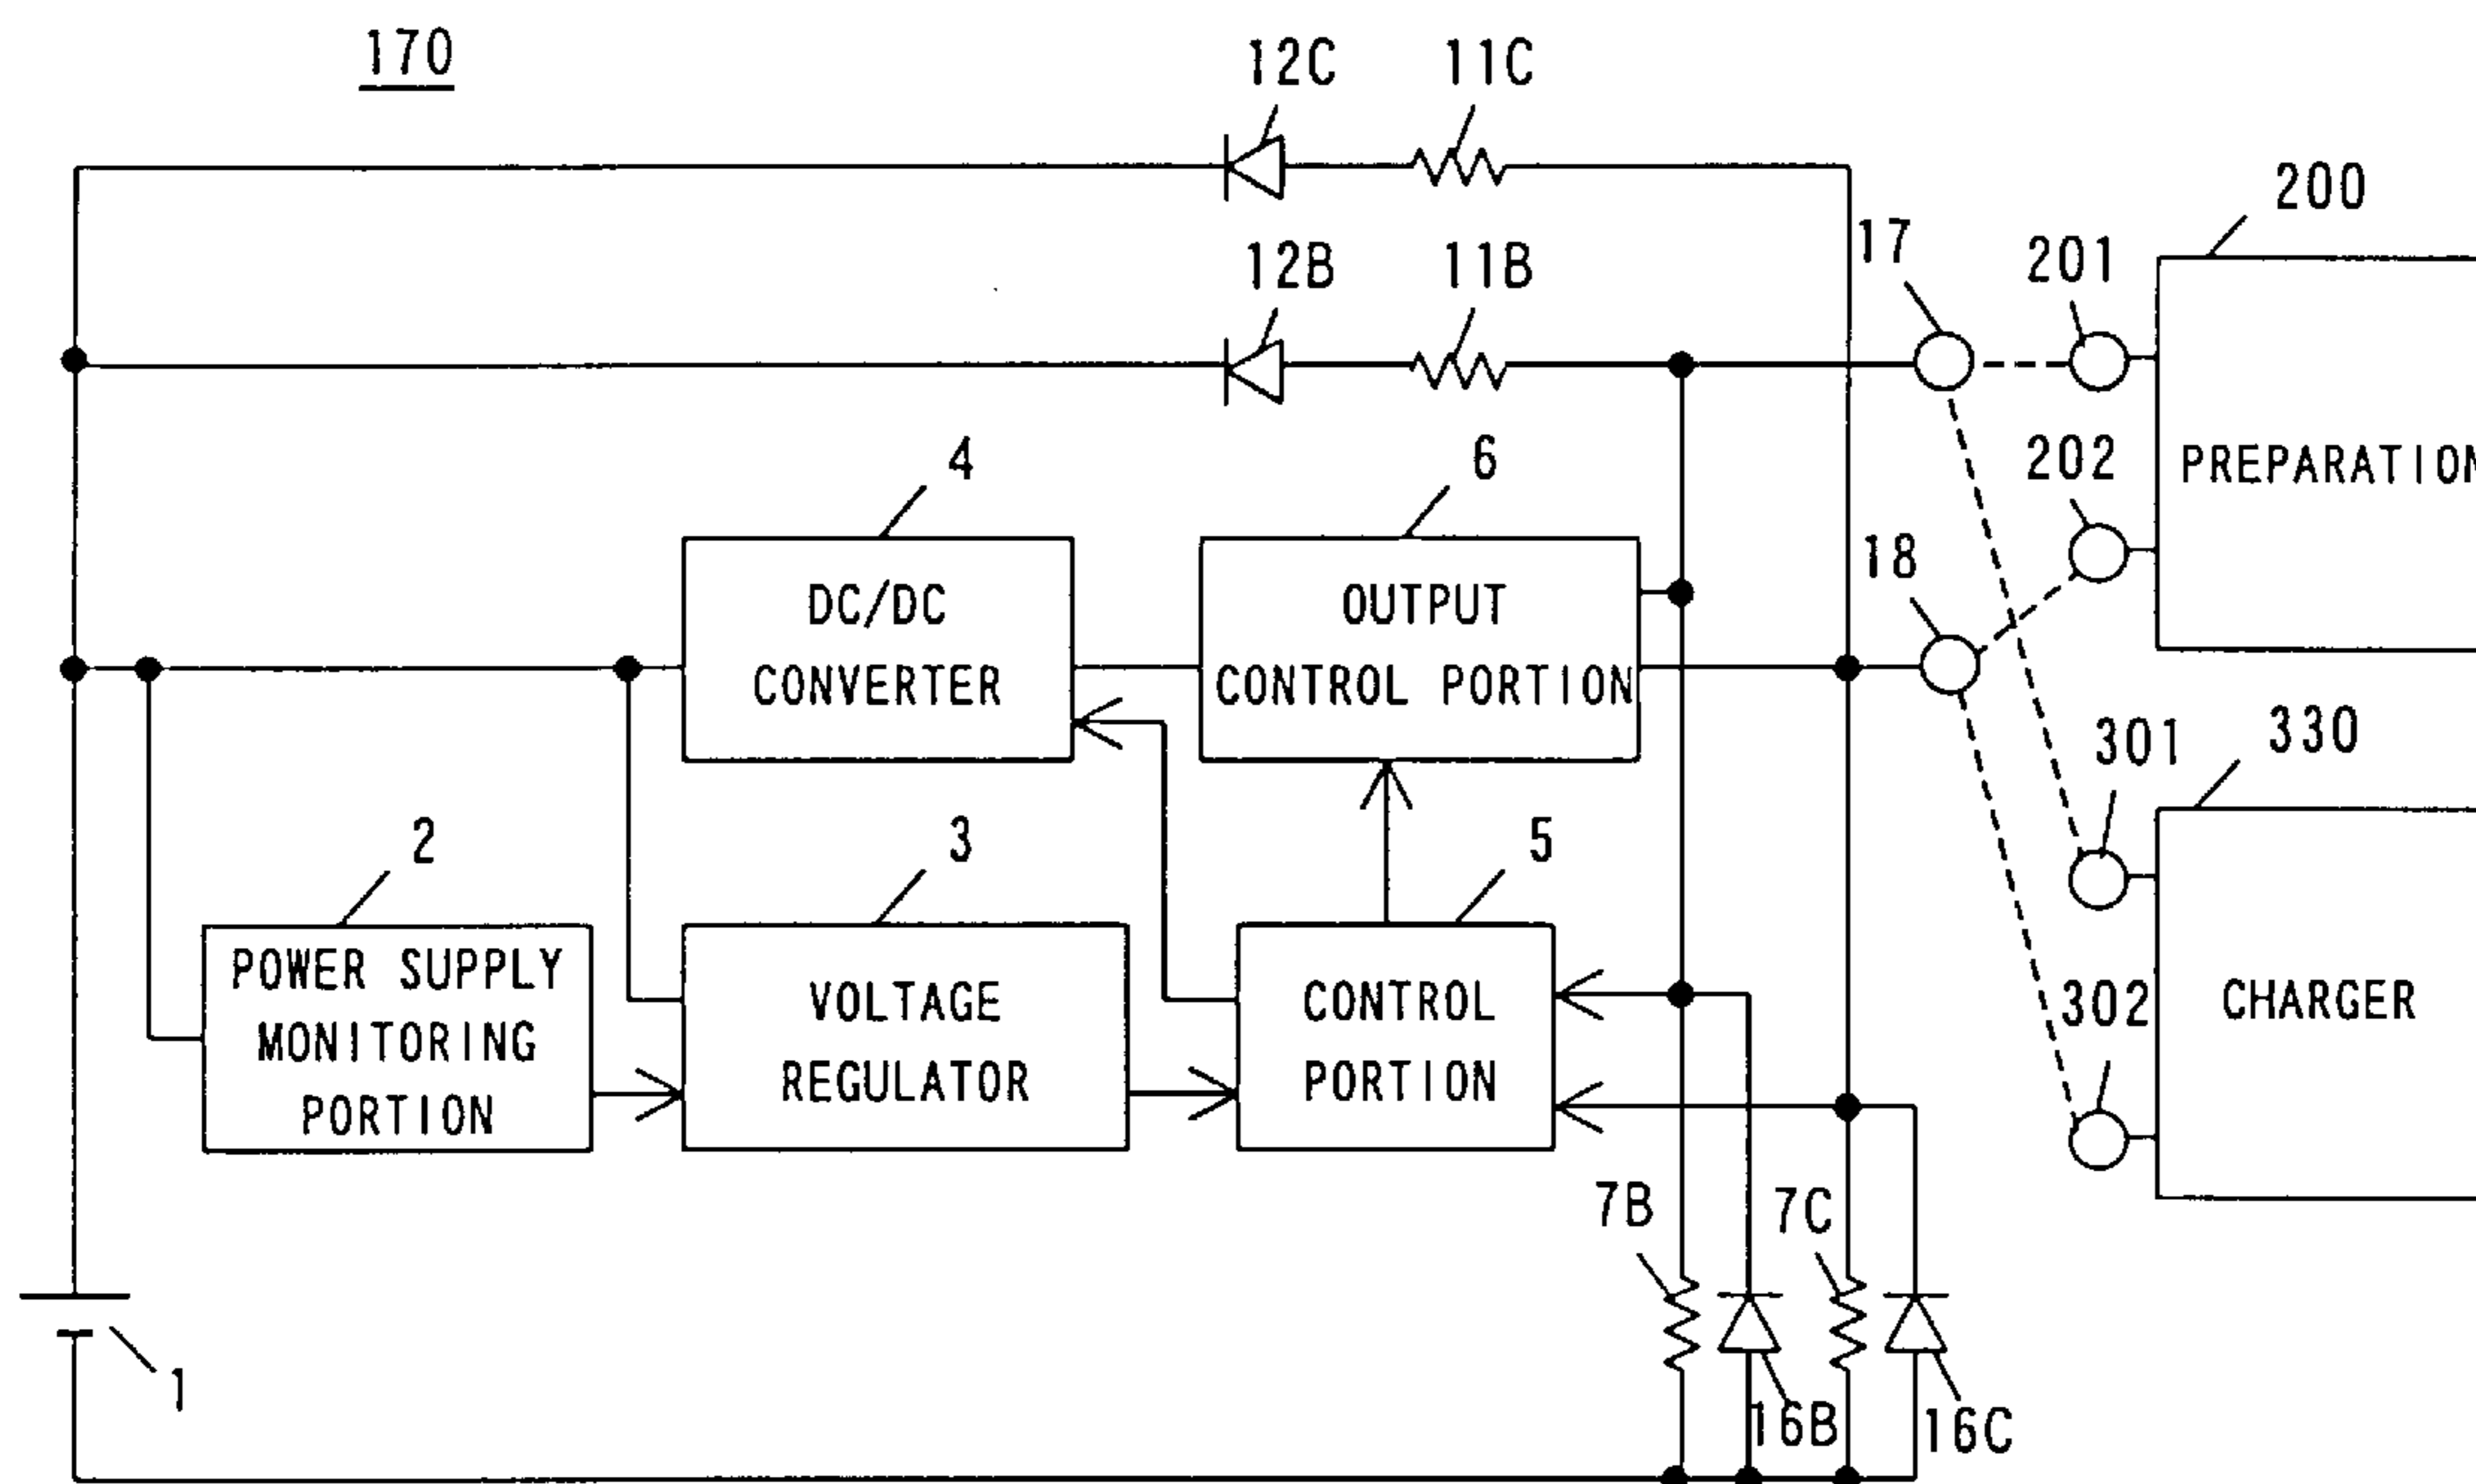 170
12C
11C
200
17
201
12B
11B
202
PREPARATION
4
6
18
DC/DC
CONVERTER
OUTPUT
CONTROL PORTION
301
330
2
3
5
302
POWER SUPPLY
MONITORING
PORTION
VOLTAGE
REGULATOR
CONTROL
PORTION
CHARGER
7B
7C
1
16B
16C